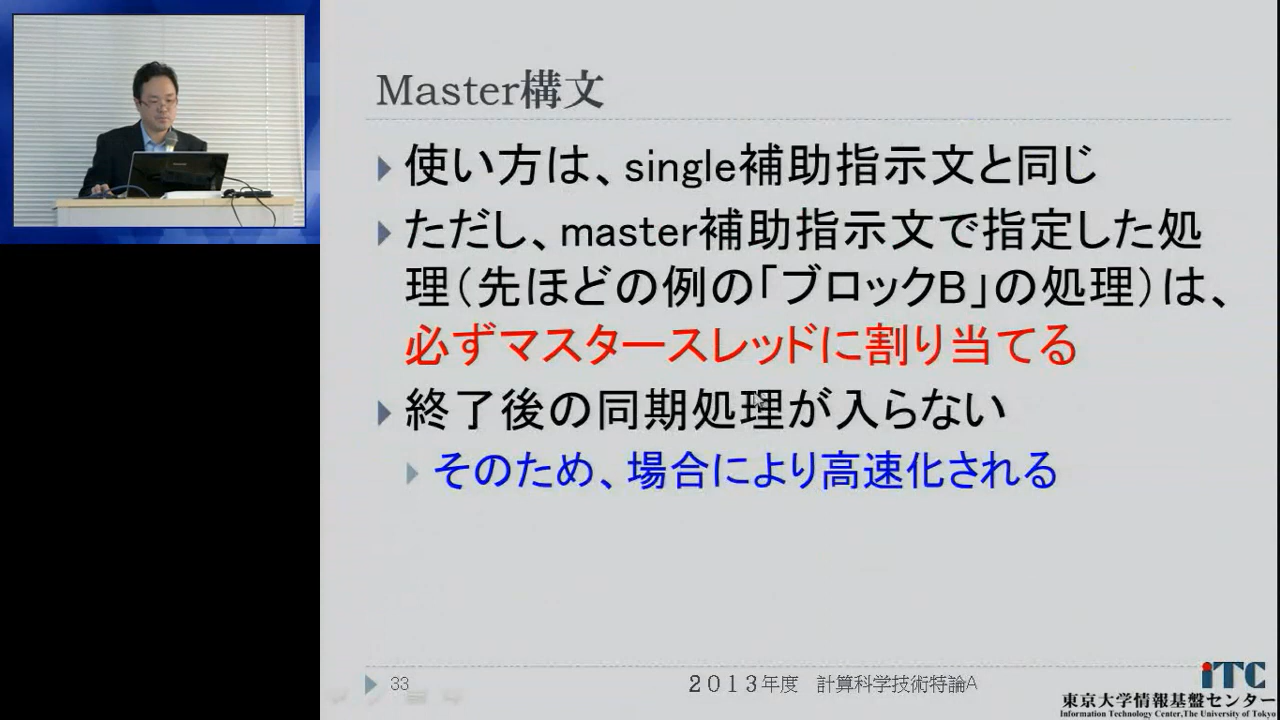 Master構文
使い方は、single補助指示文と同じ
ただし、master補助指示文で指定した処
理(先ほどの例の「ブロックB」の処理)は、
必ずマスタースレッドに割り当てる
終了後の同期処理が入らない
そのため、場合により高速化される
33
2013年度 計算科学技術特論A
iTC
東京大学情報基盤センター
Information Technology Center,The University of Tokyo